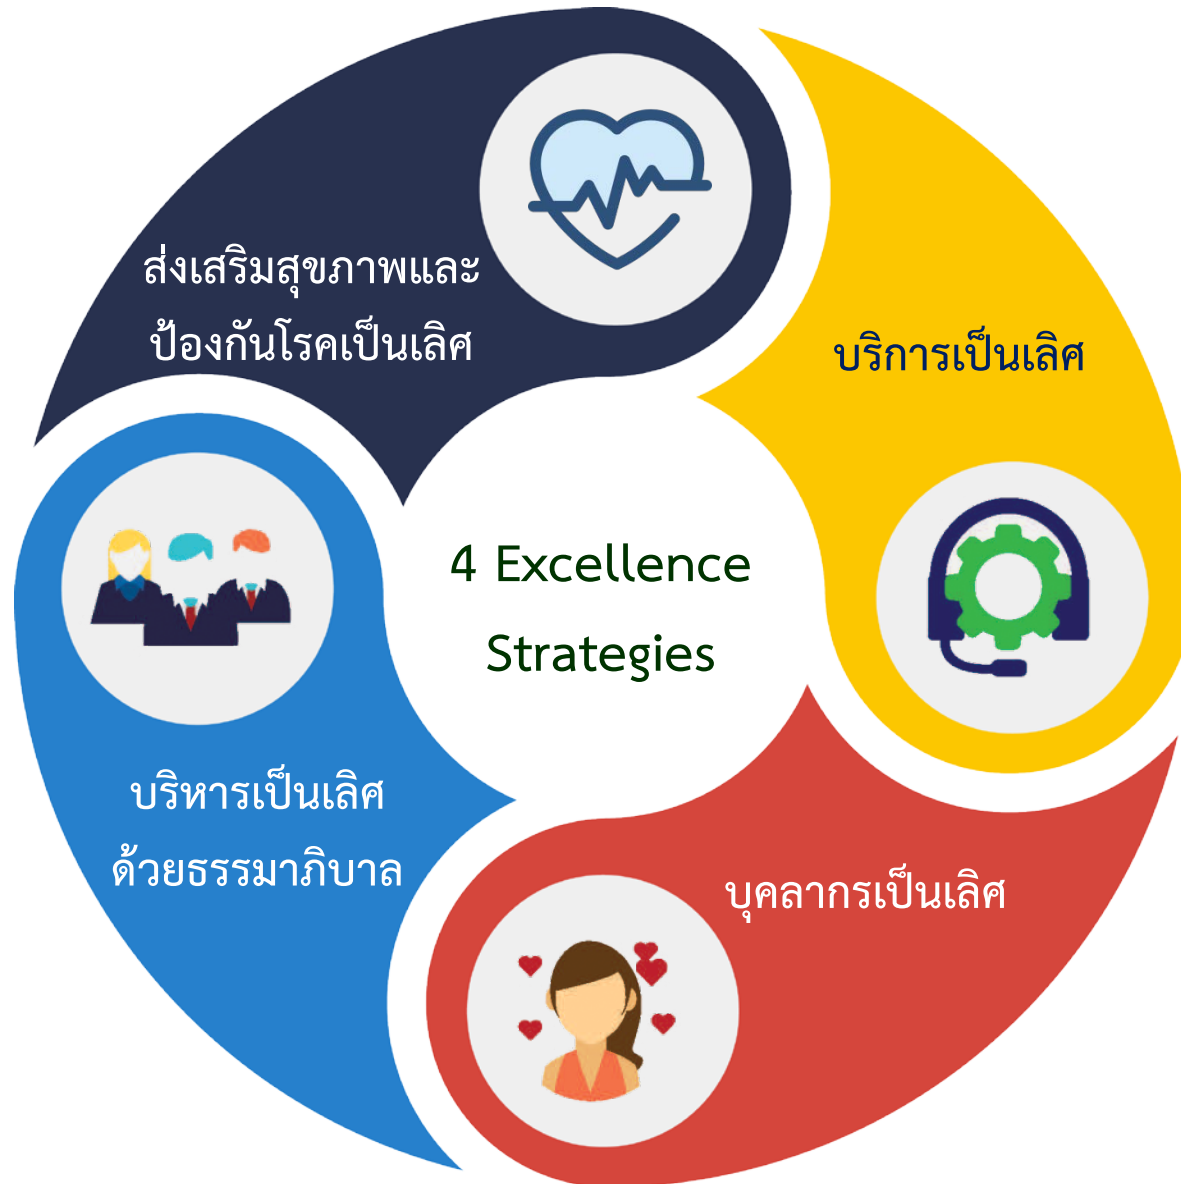 ส่งเสริมสุขภาพและ
ป้องกันโรคเป็นเลิศ
บริการเป็นเลิศ
4 Excellence
Strategies
บริหารเป็นเลิศ
ด้วยธรรมาภิบาล
บุคลากรเป็นเลิศ